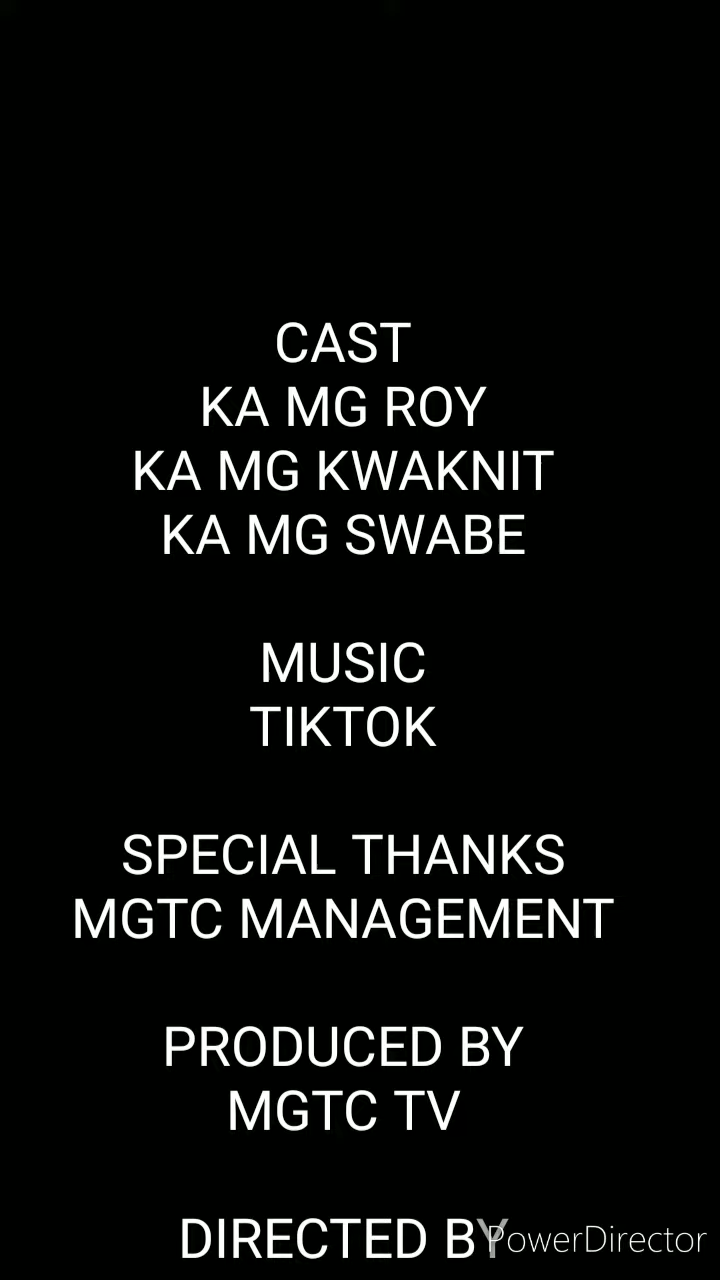 CAST
KA MG ROY
KA MG KWAKNIT
KA MG SWABE
MUSIC
TIKTOK
SPECIAL THANKS
MGTC MANAGEMENT
PRODUCED BY
MGTC TV
DIRECTED BY
PowerDirector